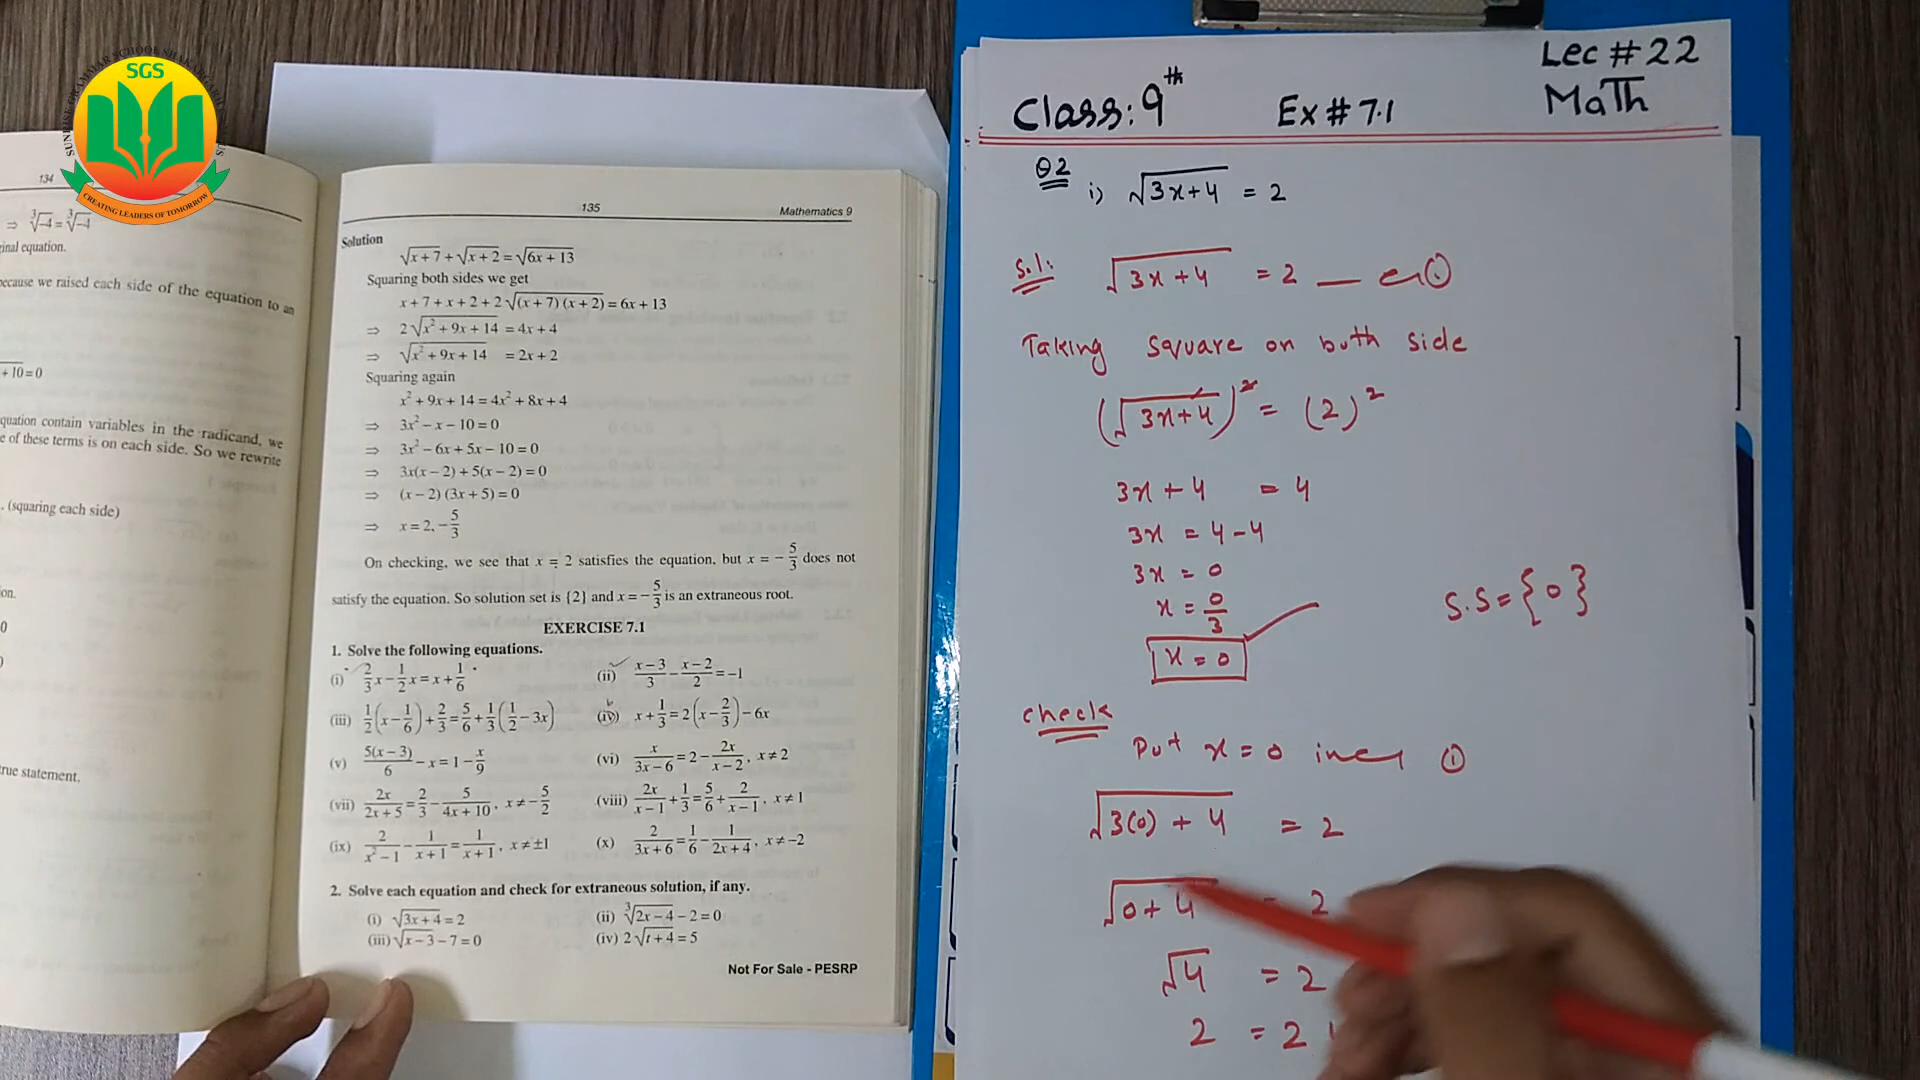 SUNRISE GRAMMAR SCHOOL
SGS
CREATING LEADERS OF TOMORROW
134
⇒ ∛-4 = ∛-4
inal equation.
because we raised each side of the equation to an
+ 10 = 0
quation contain variables in the radicand, we
e of these terms is on each side. So we rewrite
. (squaring each side)
on.
0
rue statement.
135 Mathematics 9
Solution
√(x + 7) + √(x + 2) = √(6x + 13)
Squaring both sides we get
x + 7 + x + 2 + 2√((x + 7) (x + 2)) = 6x + 13
⇒ 2√(x² + 9x + 14) = 4x + 4
⇒ √(x² + 9x + 14) = 2x + 2
Squaring again
x² + 9x + 14 = 4x² + 8x + 4
⇒ 3x² − x − 10 = 0
⇒ 3x² − 6x + 5x − 10 = 0
⇒ 3x(x − 2) + 5(x − 2) = 0
⇒ (x − 2) (3x + 5) = 0
⇒ x = 2, −5/3
On checking, we see that x = 2 satisfies the equation, but x = −5/3 does not
satisfy the equation. So solution set is {2} and x = −5/3 is an extraneous root.
EXERCISE 7.1
1. Solve the following equations.
(i) 2/3 x − 1/2 x = x + 1/6 (ii) (x − 3)/3 − (x − 2)/2 = −1
(iii) 1/2 (x − 1/6) + 2/3 = 5/6 + 1/3 (1/2 − 3x) (iv) x + 1/3 = 2 (x − 2/3) − 6x
(v) 5(x − 3)/6 − x = 1 − x/9 (vi) x/(3x − 6) = 2 − 2x/(x − 2), x ≠ 2
(vii) 2x/(2x + 5) = 2/3 − 5/(4x + 10), x ≠ −5/2 (viii) 2x/(x − 1) + 1/3 = 5/6 + 2/(x − 1), x ≠ 1
(ix) 2/(x² − 1) − 1/(x + 1) = 1/(x + 1), x ≠ ±1 (x) 2/(3x + 6) = 1/6 − 1/(2x + 4), x ≠ −2
2. Solve each equation and check for extraneous solution, if any.
(i) √(3x + 4) = 2 (ii) ∛(2x − 4) − 2 = 0
(iii) √(x − 3) − 7 = 0 (iv) 2√(t + 4) = 5
Not For Sale - PESRP
Lec # 22
Class: 9th Ex # 7.1 MaTh
Q2
i) √(3x+4) = 2
Sol: √(3x+4) = 2 — eq ①
Taking square on both side
(√(3x+4))² = (2)²
3x + 4 = 4
3x = 4-4
3x = 0
x = 0/3
S.S = {0}
x = 0
check
Put x = 0 in eq ①
√(3(0) + 4) = 2
√(0 + 4) = 2
√4 = 2
2 = 2